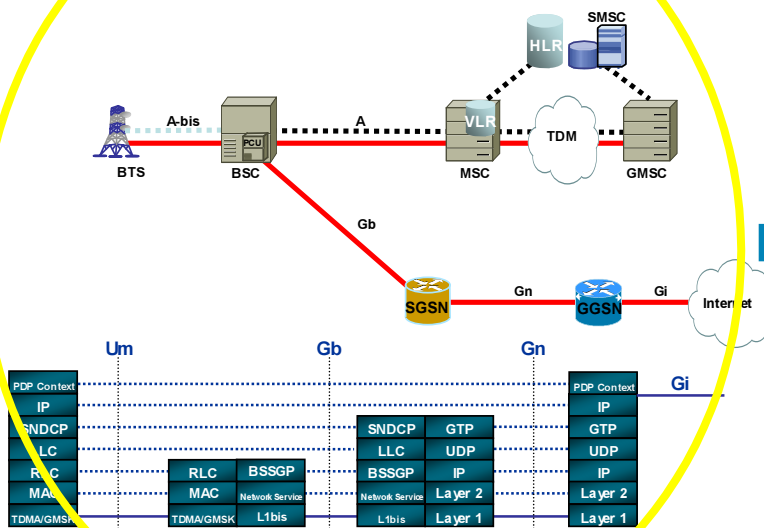 SMSC
HLR
A-bis
A
VLR
TDM
PCU
BTS
BSC
MSC
GMSC
Gb
Gn
Gi
SGSN
GGSN
Internet
Um
Gb
Gn
Gi
PDP Context
IP
SNDCP
LLC
RLC
MAC
TDMA/GMSK
RLC
MAC
TDMA/GMSK
BSSGP
Network Service
L1bis
SNDCP
LLC
BSSGP
Network Service
L1bis
GTP
UDP
IP
Layer 2
Layer 1
PDP Context
IP
GTP
UDP
IP
Layer 2
Layer 1